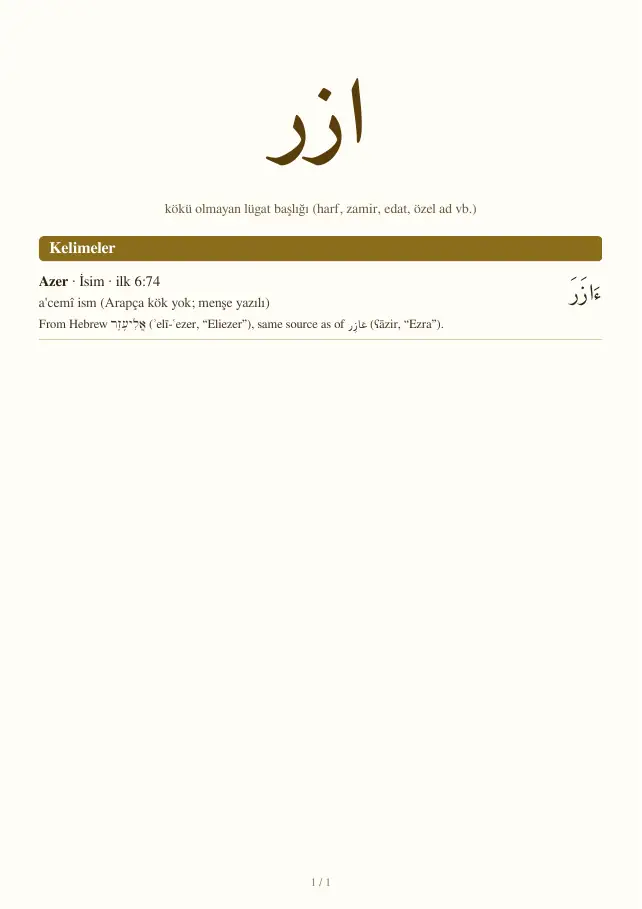 ازر
kökü olmayan lügat başlığı (harf, zamir, edat, özel ad vb.)
Kelimeler
Azer · İsim · ilk 6:74
ءَازَرَ
a'cemî ism (Arapça kök yok; menşe yazılı)
From Hebrew אֱלִיעֶזֶר (ʾelī-ʿezer, “Eliezer”), same source as of عَازِر (ʕāzir, “Ezra”).
1 / 1